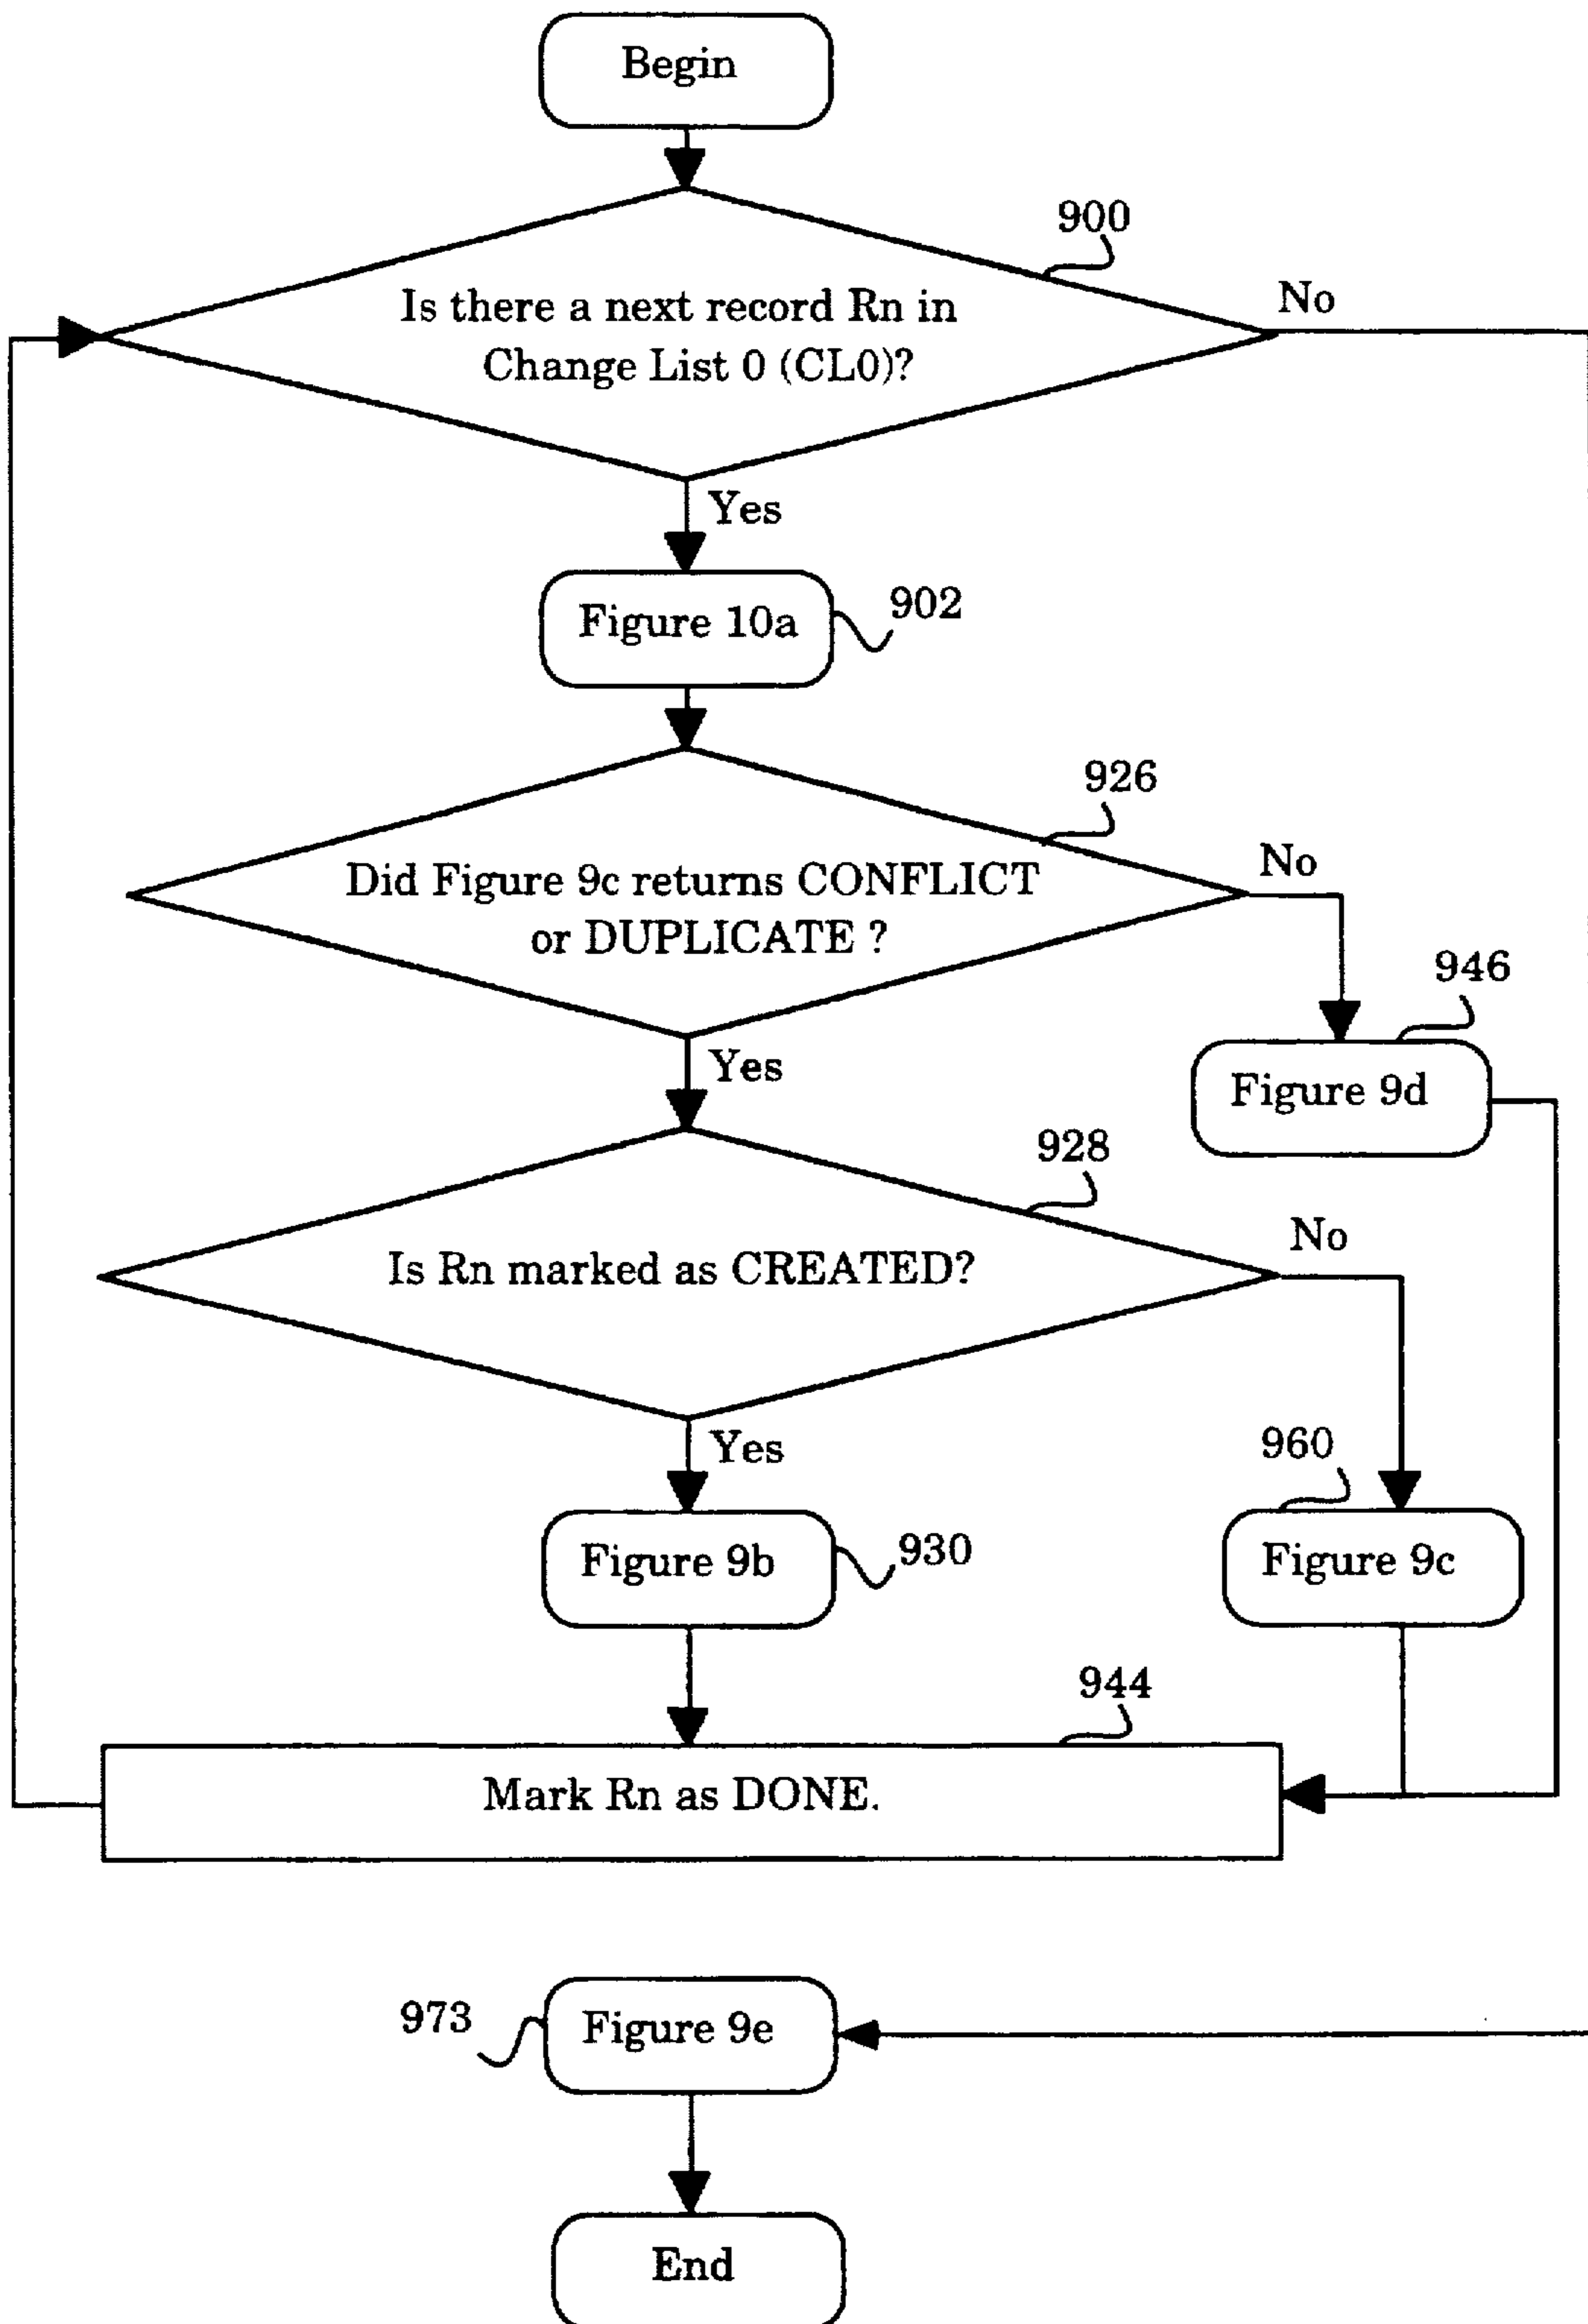 Begin
900
Is there a next record Rn in
Change List 0 (CL0)?
No
Yes
Figure 10a
902
926
Did Figure 9c returns CONFLICT
or DUPLICATE ?
No
946
Yes
Figure 9d
928
Is Rn marked as CREATED?
No
Yes
960
Figure 9b
930
Figure 9c
944
Mark Rn as DONE.
973
Figure 9e
End